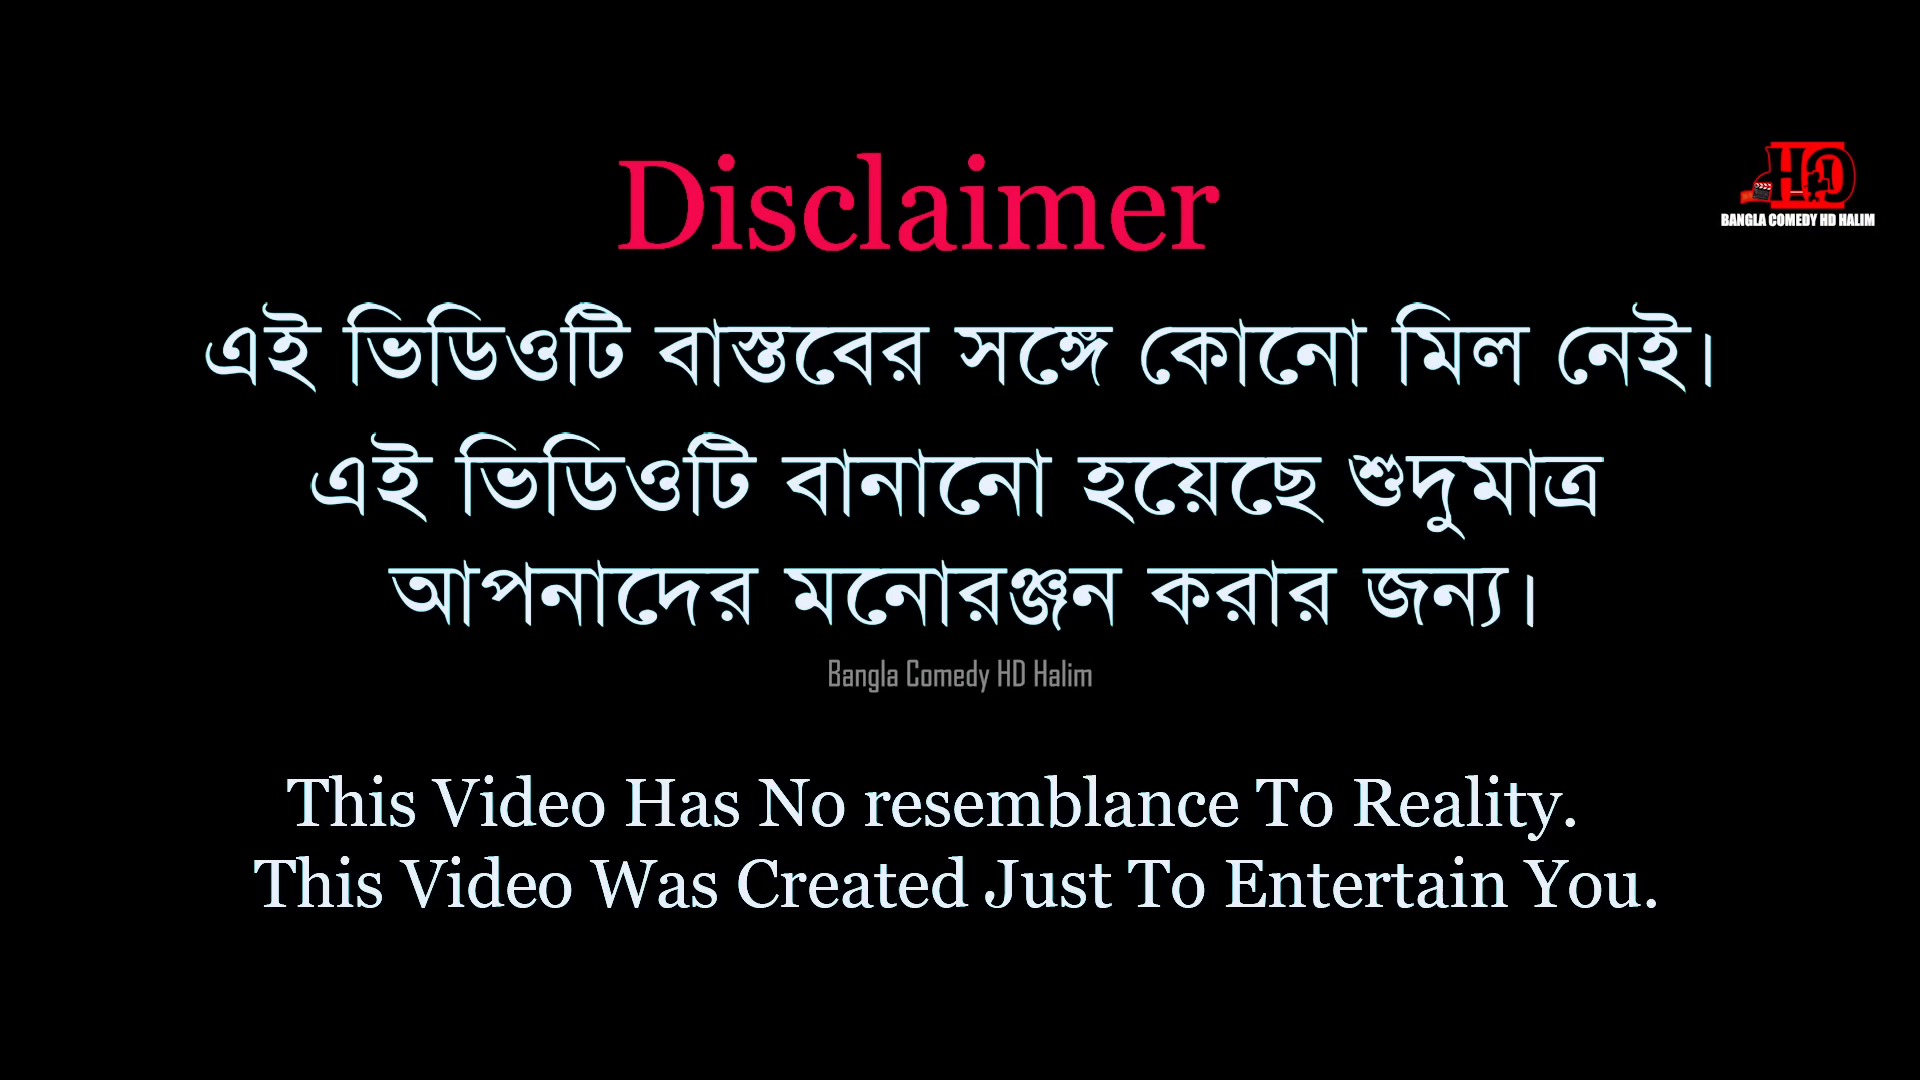 Disclaimer
HD
BANGLA COMEDY HD HALIM
এই ভিডিওটি বাস্তবের সঙ্গে কোনো মিল নেই।
এই ভিডিওটি বানানো হয়েছে শুদুমাত্র
আপনাদের মনোরঞ্জন করার জন্য।
Bangla Comedy HD Halim
This Video Has No resemblance To Reality.
This Video Was Created Just To Entertain You.